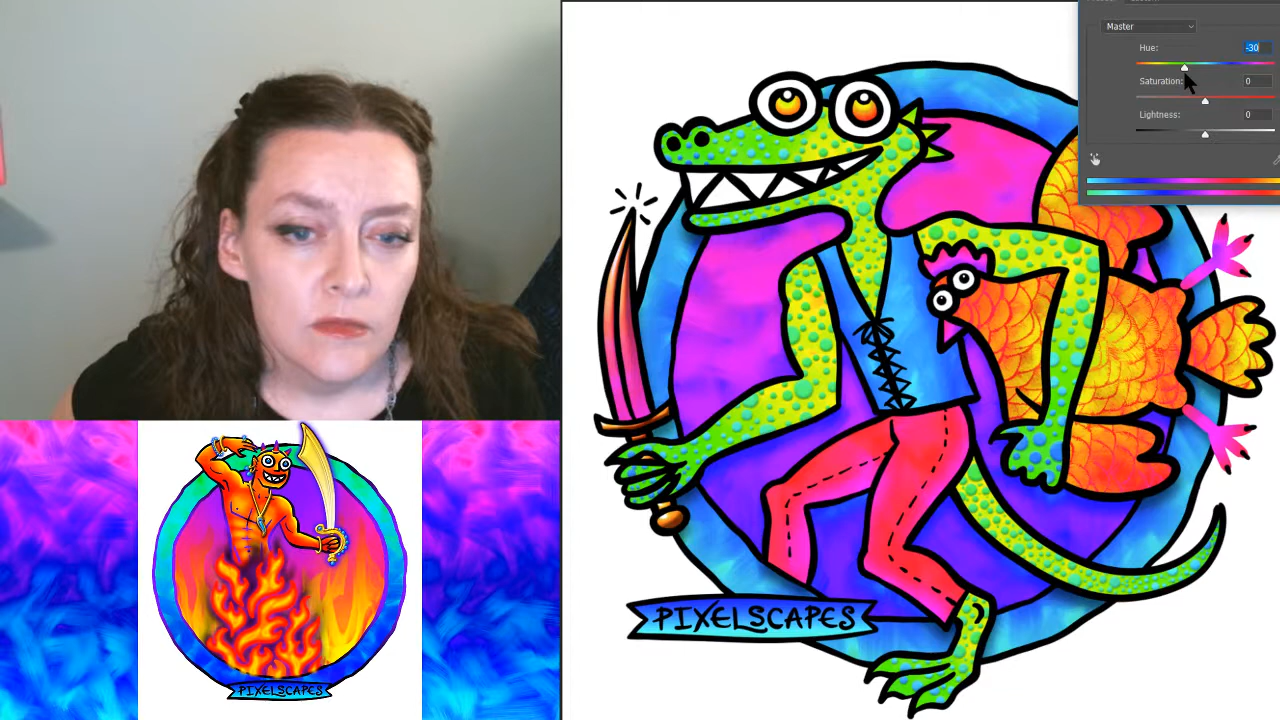 Master
Hue:
-30
Saturation:
0
Lightness:
0
PIXELSCAPES
PIXELSCAPES